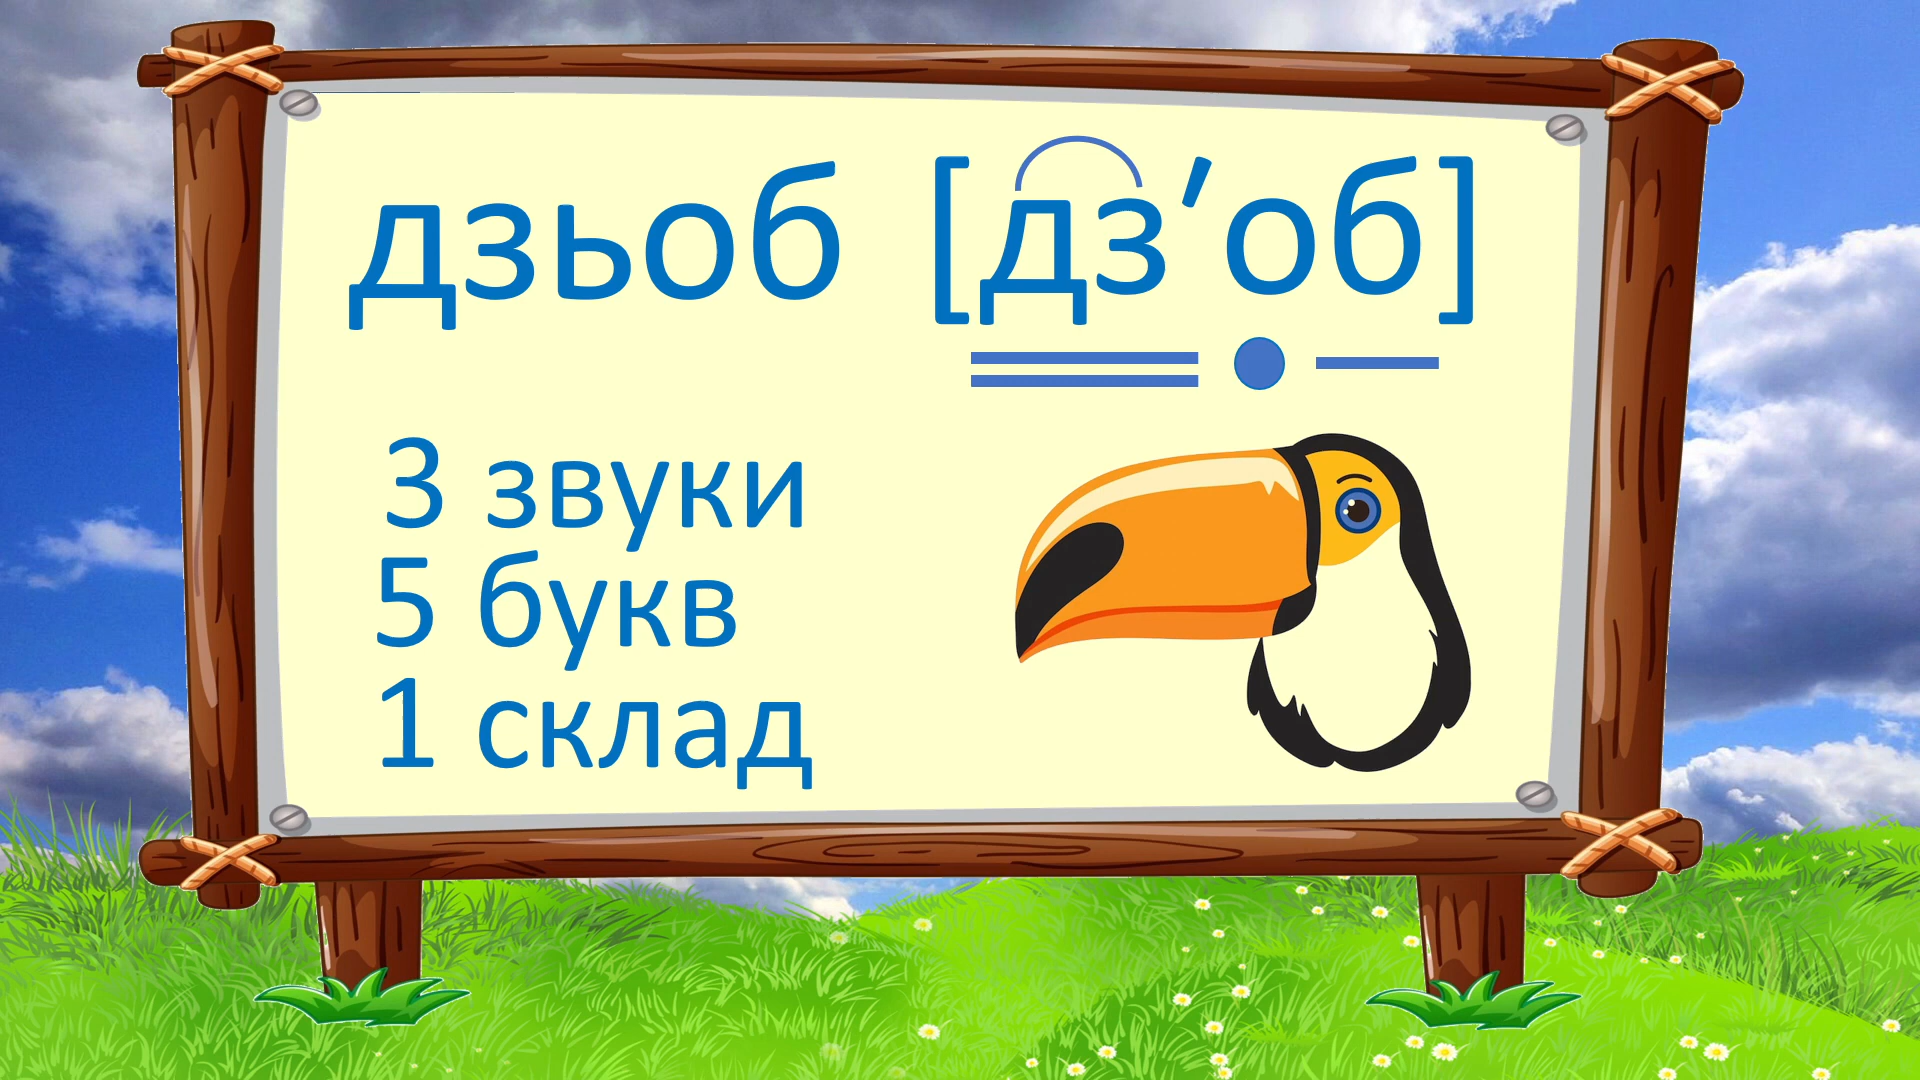 дзьоб [дз’об]
3 звуки
5 букв
1 склад